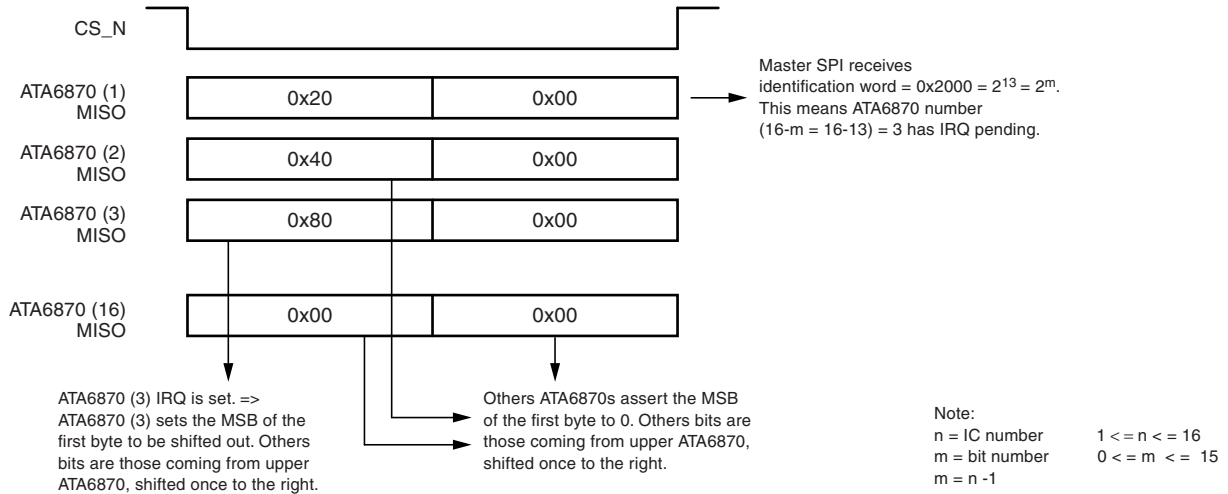 CS_N
ATA6870 (1)
MISO
0x20
0x00
Master SPI receives
identification word = 0x2000 = 2¹³ = 2ᵐ.
This means ATA6870 number
(16-m = 16-13) = 3 has IRQ pending.
ATA6870 (2)
MISO
0x40
0x00
ATA6870 (3)
MISO
0x80
0x00
ATA6870 (16)
MISO
0x00
0x00
ATA6870 (3) IRQ is set. =>
ATA6870 (3) sets the MSB of the
first byte to be shifted out. Others
bits are those coming from upper
ATA6870, shifted once to the right.
Others ATA6870s assert the MSB
of the first byte to 0. Others bits are
those coming from upper ATA6870,
shifted once to the right.
Note:
n = IC number 1 < = n < = 16
m = bit number 0 < = m < = 15
m = n -1